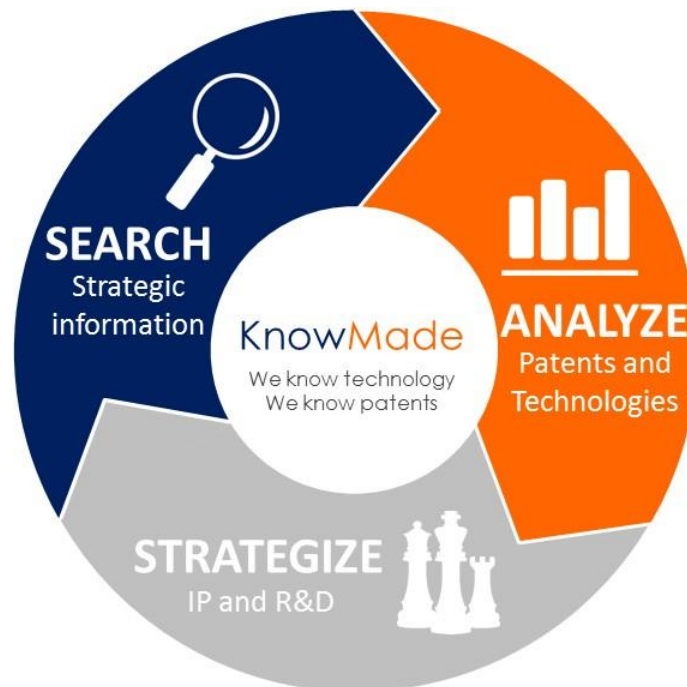 SEARCH
Strategic
information
ANALYZE
Patents and
Technologies
STRATEGIZE
IP and R&D
KnowMade
We know technology
We know patents